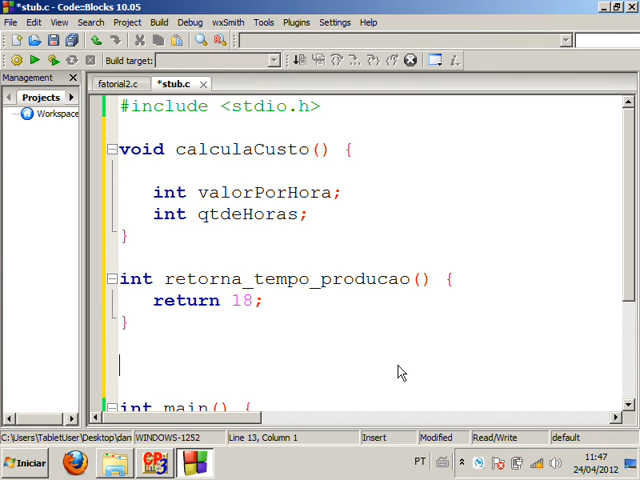 *stub.c - Code::Blocks 10.05
File Edit View Search Project Build Debug wxSmith Tools Plugins Settings Help
Build target:
Management
Projects
Workspace
fatorial2.c *stub.c
#include <stdio.h>
void calculaCusto() {
int valorPorHora;
int qtdeHoras;
}
int retorna_tempo_producao() {
return 18;
}
int main() {
C:\Users\TabletUser\Desktop\dan WINDOWS-1252 Line 13, Column 1 Insert Modified Read/Write default
Iniciar PT 11:47
24/04/2012